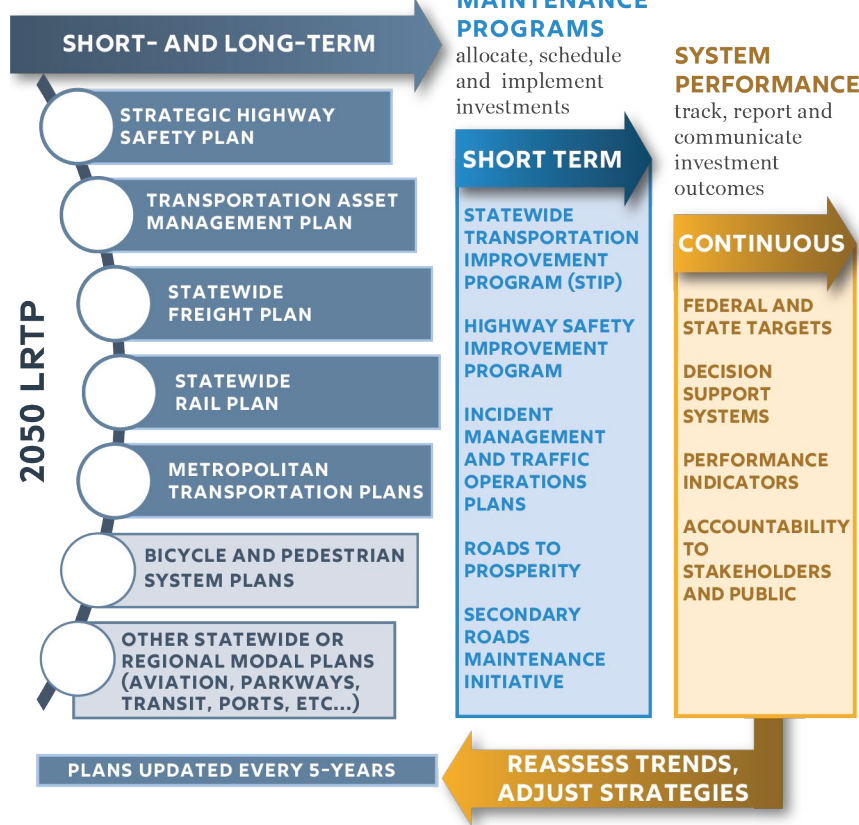 SHORT- AND LONG-TERM
2050 LRTP
STRATEGIC HIGHWAY
SAFETY PLAN
TRANSPORTATION ASSET
MANAGEMENT PLAN
STATEWIDE
FREIGHT PLAN
STATEWIDE
RAIL PLAN
METROPOLITAN
TRANSPORTATION PLANS
BICYCLE AND PEDESTRIAN
SYSTEM PLANS
OTHER STATEWIDE OR
REGIONAL MODAL PLANS
(AVIATION, PARKWAYS,
TRANSIT, PORTS, ETC...)
PLANS UPDATED EVERY 5-YEARS
MAINTENANCE
PROGRAMS
allocate, schedule
and implement
investments
SHORT TERM
STATEWIDE
TRANSPORTATION
IMPROVEMENT
PROGRAM (STIP)
HIGHWAY SAFETY
IMPROVEMENT
PROGRAM
INCIDENT
MANAGEMENT
AND TRAFFIC
OPERATIONS
PLANS
ROADS TO
PROSPERITY
SECONDARY
ROADS
MAINTENANCE
INITIATIVE
SYSTEM
PERFORMANCE
track, report and
communicate
investment
outcomes
CONTINUOUS
FEDERAL AND
STATE TARGETS
DECISION
SUPPORT
SYSTEMS
PERFORMANCE
INDICATORS
ACCOUNTABILITY
TO
STAKEHOLDERS
AND PUBLIC
REASSESS TRENDS,
ADJUST STRATEGIES